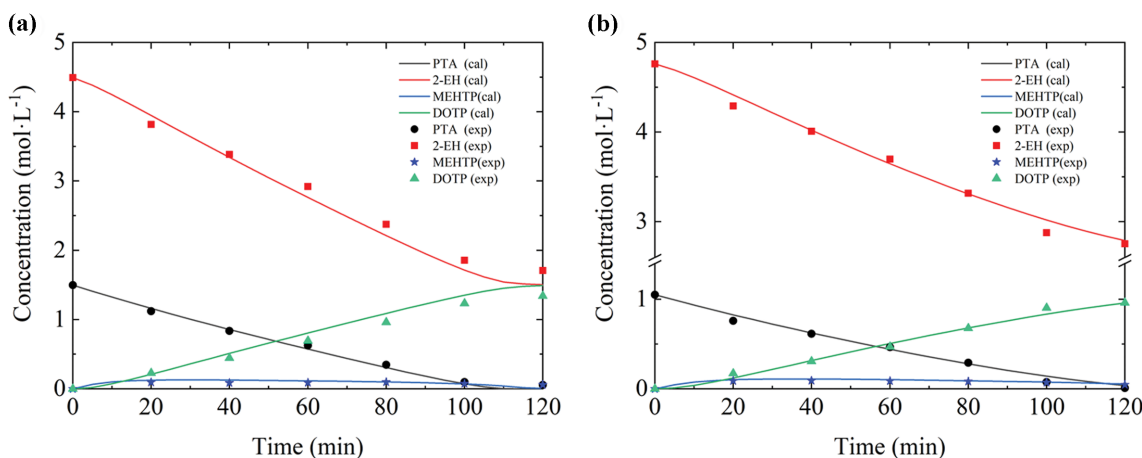 (a)
Concentration (mol·L⁻¹)
5
4
3
2
1
0
PTA (cal)
2-EH (cal)
MEHTP(cal)
DOTP (cal)
PTA (exp)
2-EH (exp)
MEHTP(exp)
DOTP (exp)
0 20 40 60 80 100 120
Time (min)
(b)
Concentration (mol·L⁻¹)
5
4
3
1
0
PTA (cal)
2-EH (cal)
MEHTP(cal)
DOTP (cal)
PTA (exp)
2-EH (exp)
MEHTP(exp)
DOTP (exp)
0 20 40 60 80 100 120
Time (min)